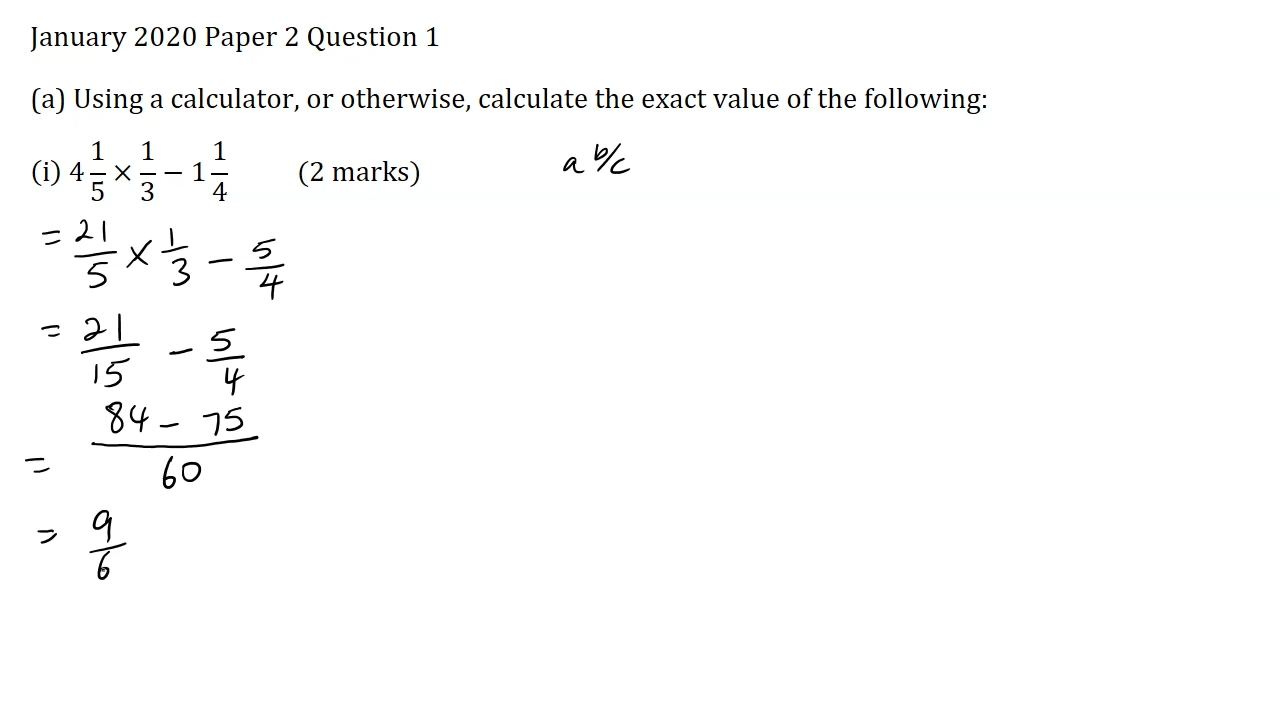 January 2020 Paper 2 Question 1
(a) Using a calculator, or otherwise, calculate the exact value of the following:
(i) 4 1/5 × 1/3 − 1 1/4 (2 marks) a b/c
= 21/5 × 1/3 − 5/4
= 21/15 − 5/4
= (84 − 75)/60
= 9/6